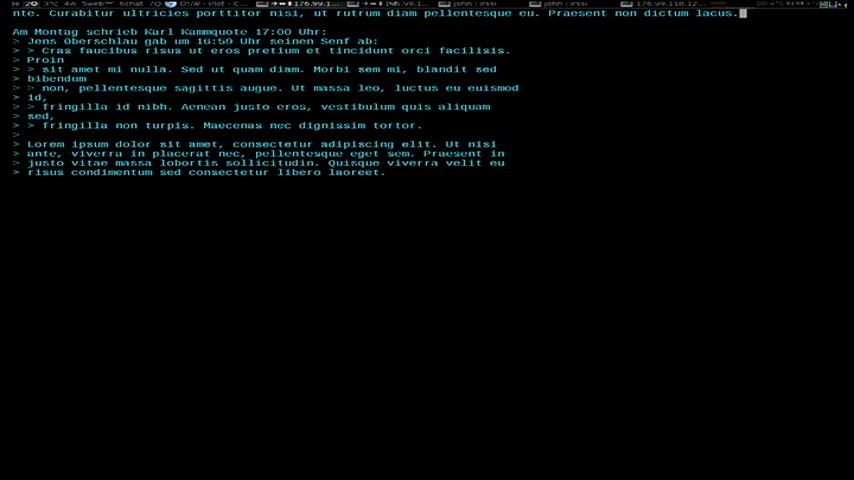 nte. Curabitur ultricies porttitor nisi, ut rutrum diam pellentesque eu. Praesent non dictum lacus.
Am Montag schrieb Karl Kammquote 17:00 Uhr:
> Jens Oberschlau gab um 16:59 Uhr seinen Senf ab:
> > Cras faucibus risus ut eros pretium et tincidunt orci facilisis.
> Proin
> > sit amet mi nulla. Sed ut quam diam. Morbi sem mi, blandit sed
> bibendum
> > non, pellentesque sagittis augue. Ut massa leo, luctus eu euismod
> id,
> > fringilla id nibh. Aenean justo eros, vestibulum quis aliquam
> sed,
> > fringilla non turpis. Maecenas nec dignissim tortor.
>
> Lorem ipsum dolor sit amet, consectetur adipiscing elit. Ut nisi
> ante, viverra in placerat nec, pellentesque eget sem. Praesent in
> justo vitae massa lobortis sollicitudin. Quisque viverra velit eu
> risus condimentum sed consectetur libero laoreet.